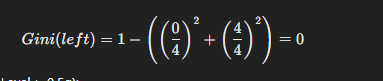 Gini(left) = 1 − ((0/4)² + (4/4)²) = 0